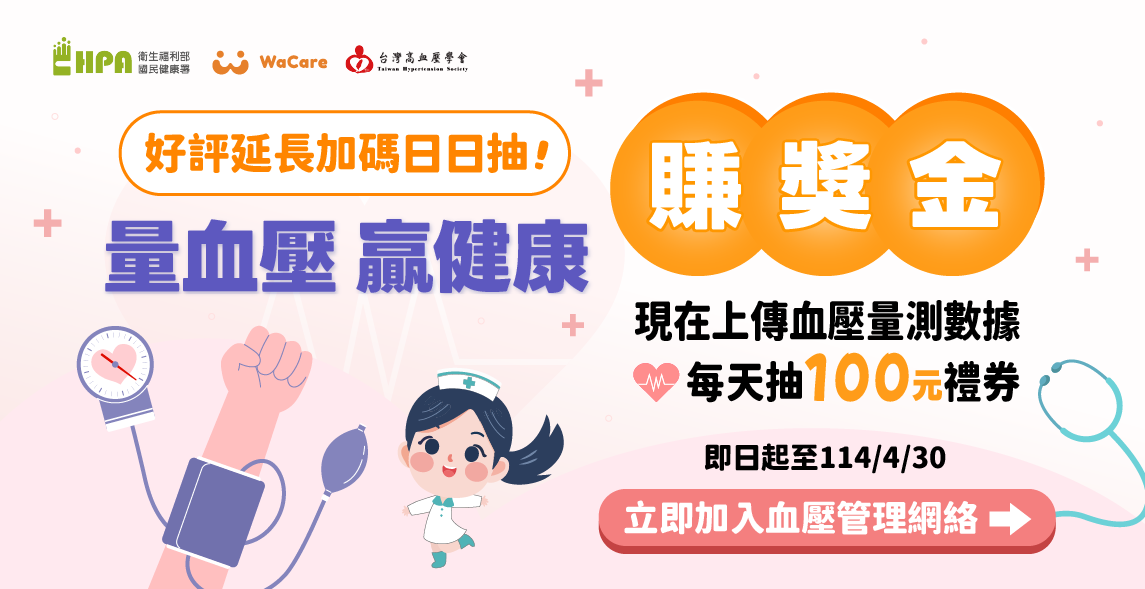 HPA 衛生福利部
國民健康署
WaCare
台灣高血壓學會
Taiwan Hypertension Society
好評延長加碼日日抽!
量血壓 贏健康
賺獎金
現在上傳血壓量測數據
每天抽100元禮券
即日起至114/4/30
立即加入血壓管理網絡